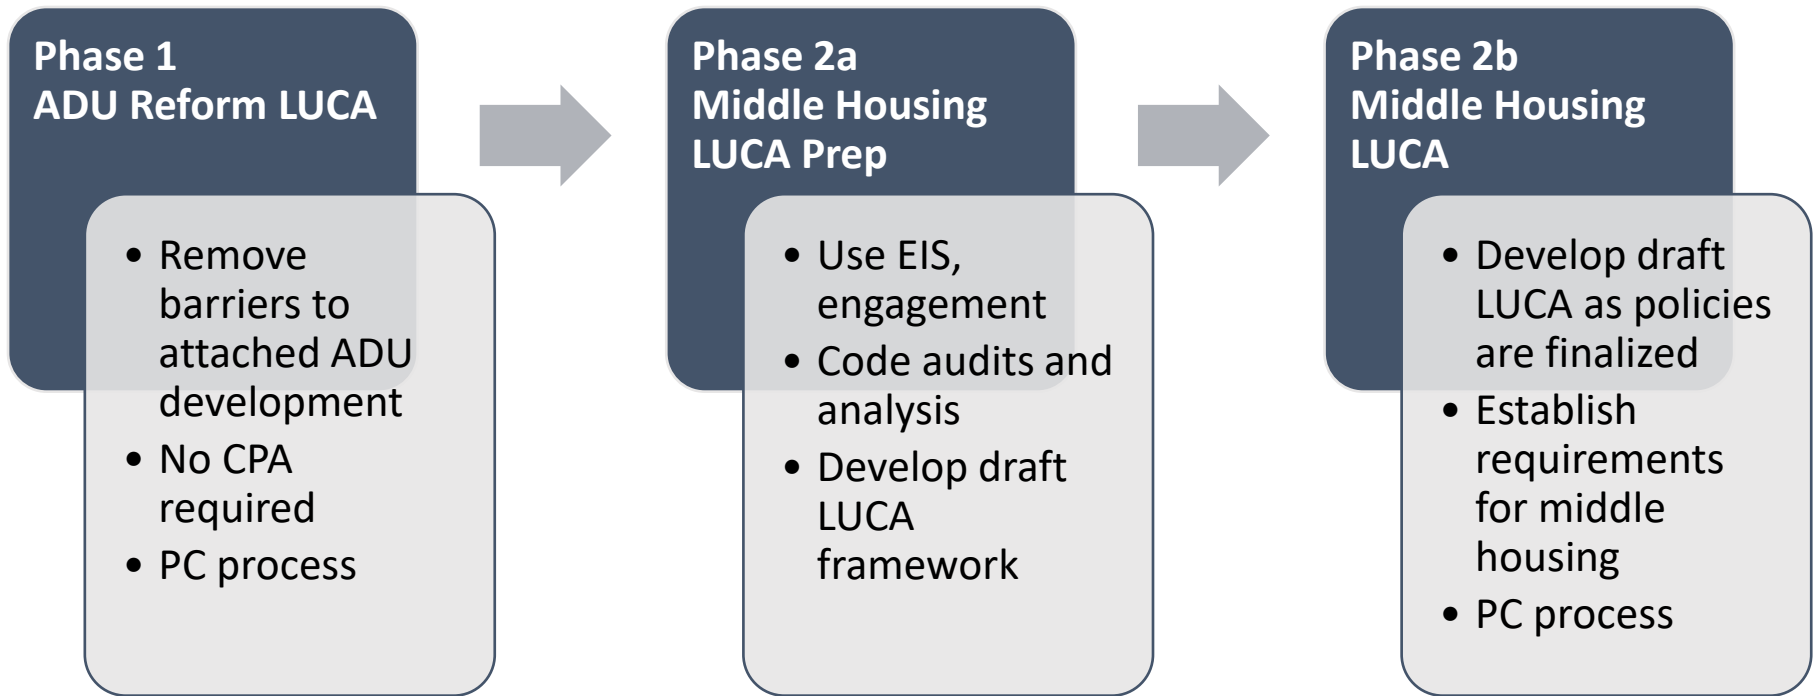 Phase 1
ADU Reform LUCA
• Remove
barriers to
attached ADU
development
• No CPA
required
• PC process
Phase 2a
Middle Housing
LUCA Prep
• Use EIS,
engagement
• Code audits and
analysis
• Develop draft
LUCA
framework
Phase 2b
Middle Housing
LUCA
• Develop draft
LUCA as policies
are finalized
• Establish
requirements
for middle
housing
• PC process